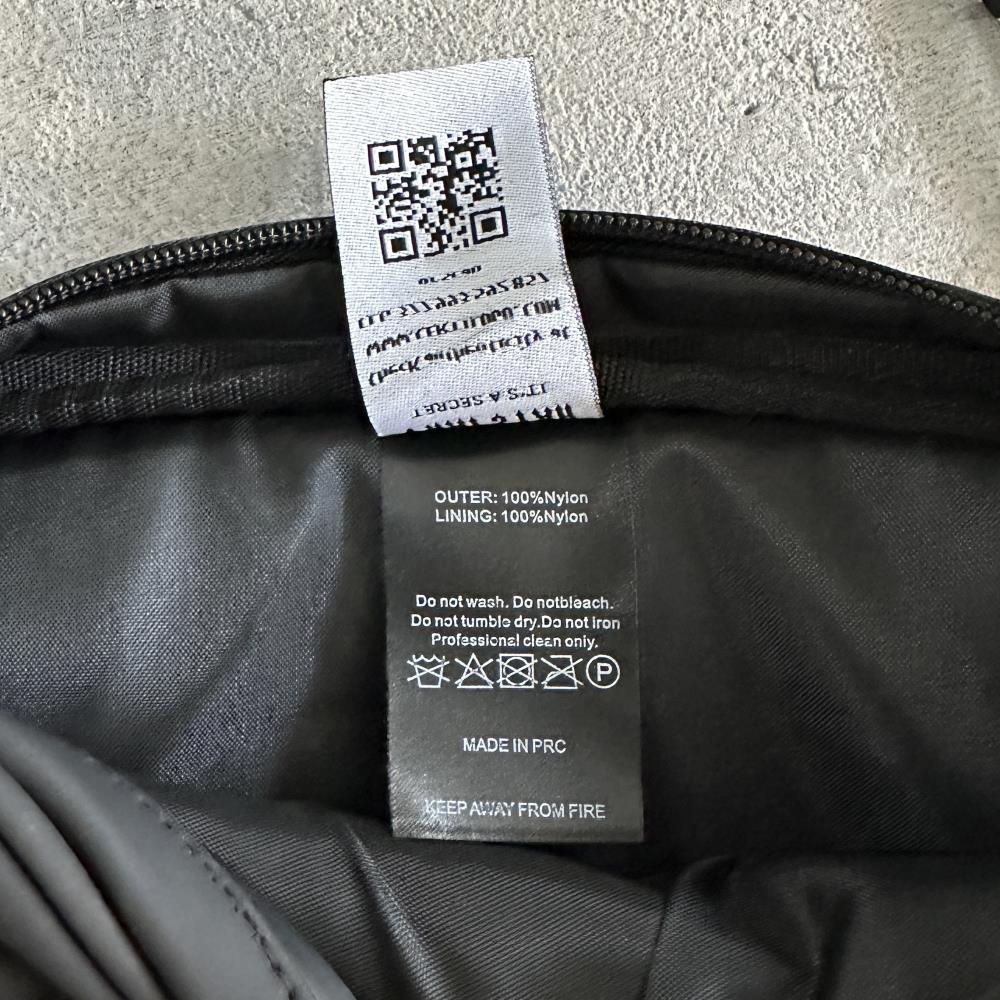 IT'S A SECRET
Check authenticity at
WWW.CERTILOGO.COM
OUTER: 100%Nylon
LINING: 100%Nylon
Do not wash. Do notbleach.
Do not tumble dry.Do not iron
Professional clean only.
P
MADE IN PRC
KEEP AWAY FROM FIRE